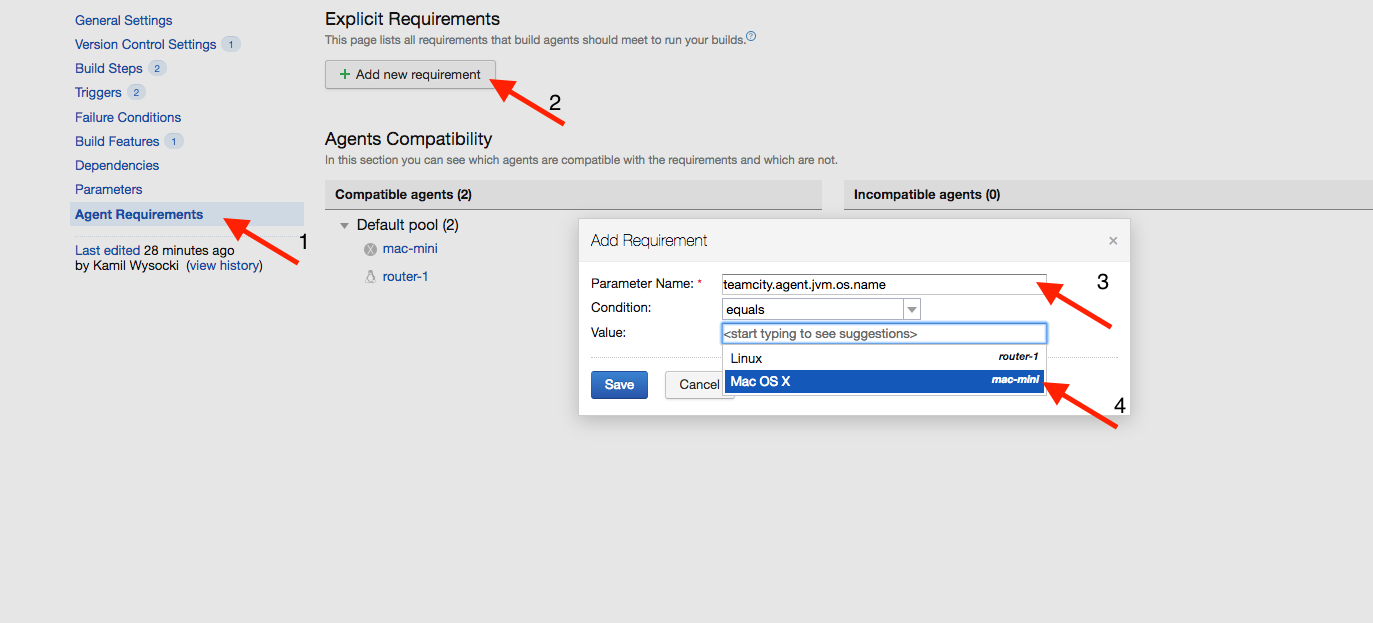 General Settings
Version Control Settings 1
Build Steps 2
Triggers 2
Failure Conditions
Build Features 1
Dependencies
Parameters
Agent Requirements
1
Last edited 28 minutes ago
by Kamil Wysocki (view history)
Explicit Requirements
This page lists all requirements that build agents should meet to run your builds.?
+ Add new requirement
2
Agents Compatibility
In this section you can see which agents are compatible with the requirements and which are not.
Compatible agents (2)
Default pool (2)
mac-mini
router-1
Incompatible agents (0)
Add Requirement ×
Parameter Name: * teamcity.agent.jvm.os.name
3
Condition: equals
Value: <start typing to see suggestions>
Linux router-1
Mac OS X mac-mini
4
Save Cancel